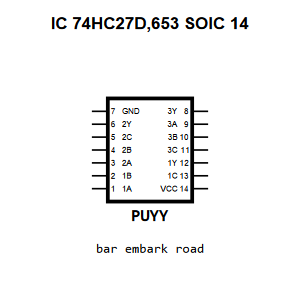 IC 74HC27D,653 SOIC 14
7 GND 3Y 8
6 2Y 3A 9
5 2C 3B 10
4 2B 3C 11
3 2A 1Y 12
2 1B 1C 13
1 1A VCC 14
PUYY
bar embark road